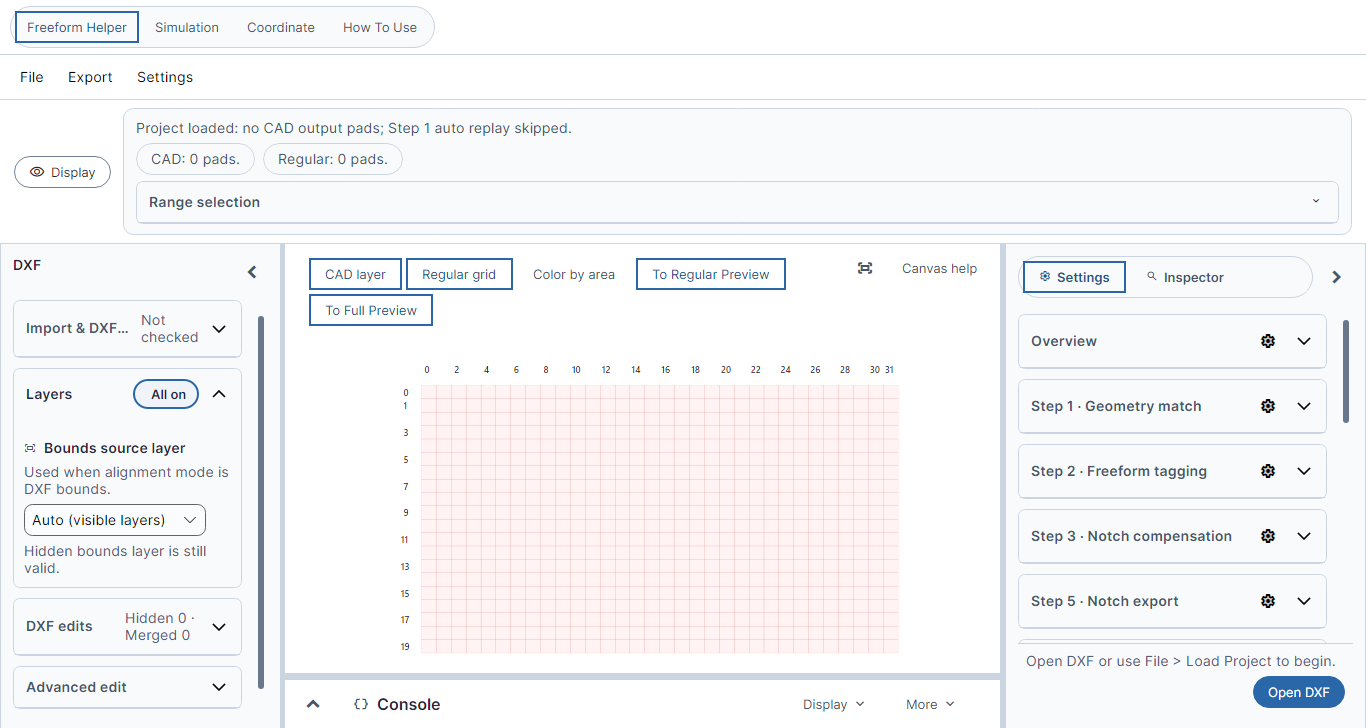 Freeform Helper Simulation Coordinate How To Use
File Export Settings
Display
Project loaded: no CAD output pads; Step 1 auto replay skipped.
CAD: 0 pads. Regular: 0 pads.
Range selection
DXF
Import & DXF... Not
checked
Layers All on
Bounds source layer
Used when alignment mode is
DXF bounds.
Auto (visible layers)
Hidden bounds layer is still
valid.
DXF edits Hidden 0 ·
Merged 0
Advanced edit
CAD layer Regular grid Color by area To Regular Preview Canvas help
To Full Preview
0 2 4 6 8 10 12 14 16 18 20 22 24 26 28 30 31
0
1
3
5
7
9
11
13
15
17
19
{} Console Display More
Settings Inspector
Overview
Step 1 · Geometry match
Step 2 · Freeform tagging
Step 3 · Notch compensation
Step 5 · Notch export
Open DXF or use File > Load Project to begin.
Open DXF